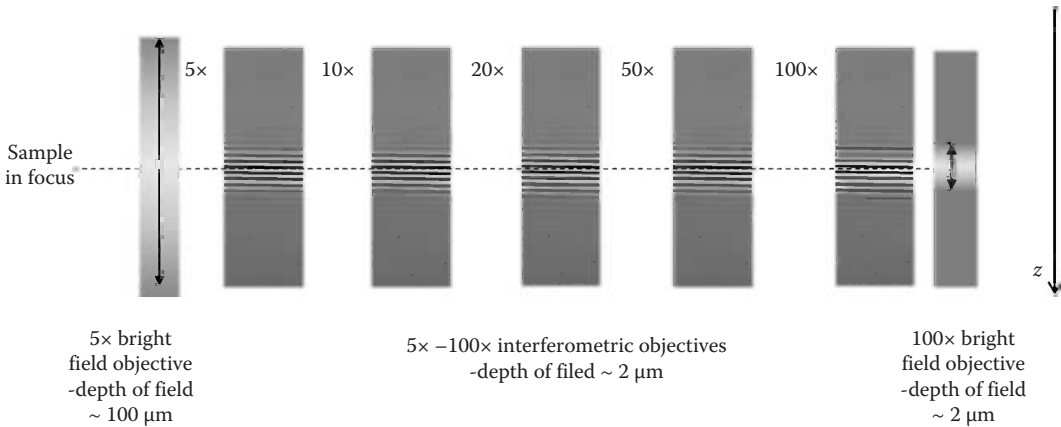 5× 10× 20× 50× 100×
Sample
in focus
z
5× bright
field objective
-depth of field
~ 100 µm
5× –100× interferometric objectives
-depth of filed ~ 2 µm
100× bright
field objective
-depth of field
~ 2 µm